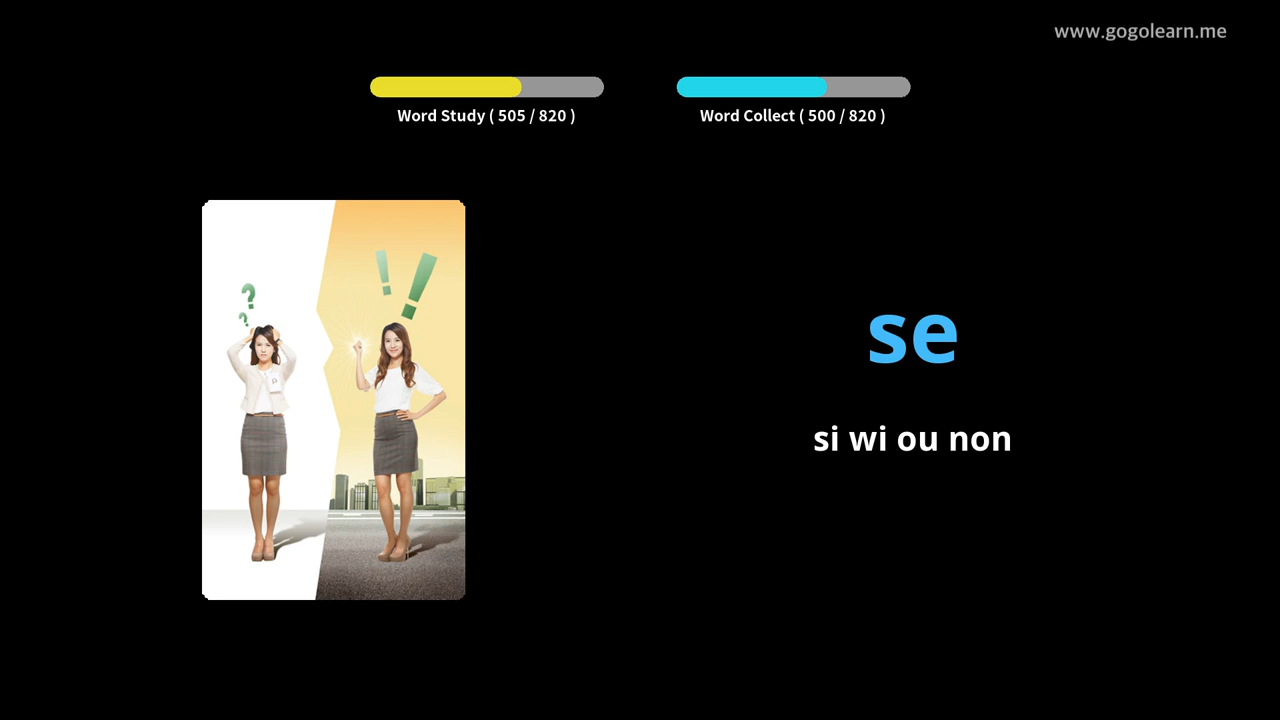 www.gogolearn.me
Word Study ( 505 / 820 )
Word Collect ( 500 / 820 )
? ? ! !
se
si wi ou non